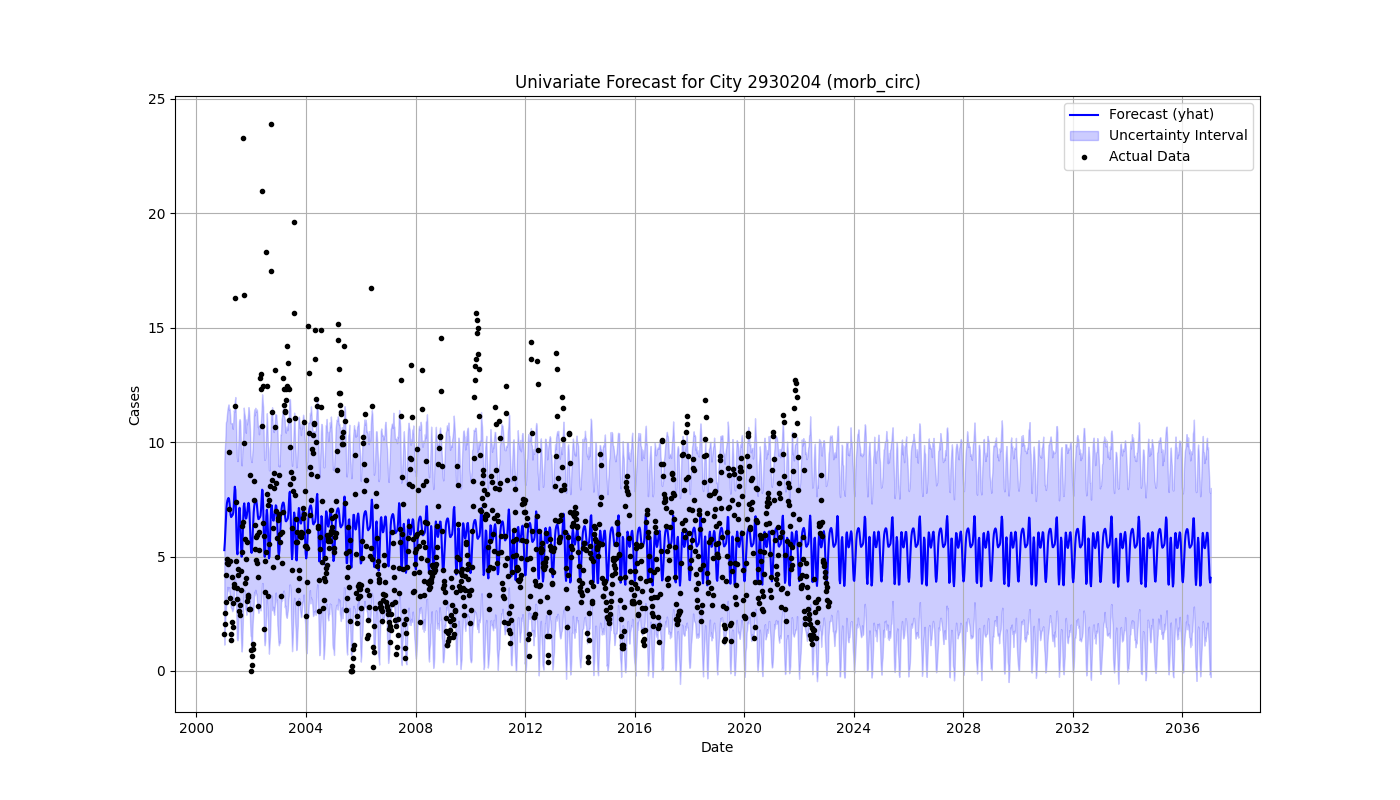 Univariate Forecast for City 2930204 (morb_circ)
Forecast (yhat)
Uncertainty Interval
Actual Data
Cases
25
20
15
10
5
0
2000 2004 2008 2012 2016 2020 2024 2028 2032 2036
Date